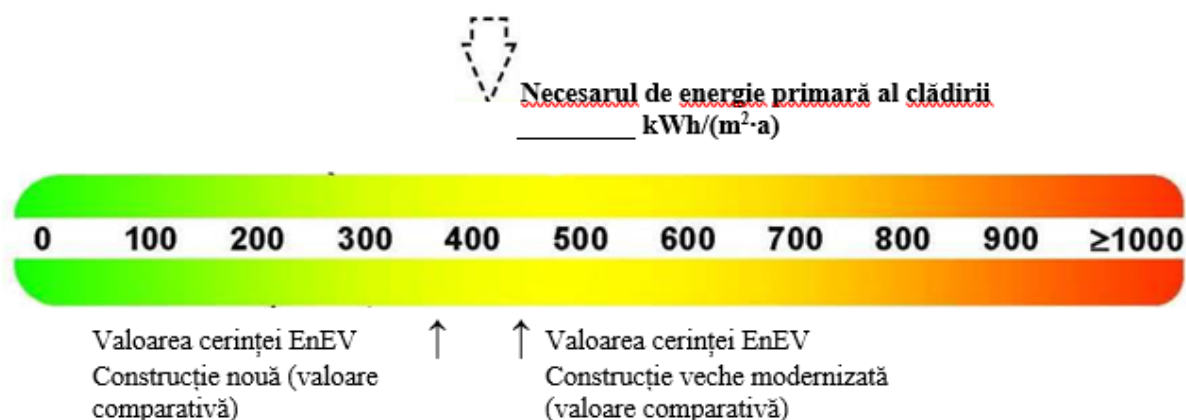 Necesarul de energie primară al clădirii
_________ kWh/(m²·a)
0 100 200 300 400 500 600 700 800 900 ≥1000
Valoarea cerinței EnEV
Construcție nouă (valoare
comparativă)
↑ ↑
Valoarea cerinței EnEV
Construcție veche modernizată
(valoare comparativă)